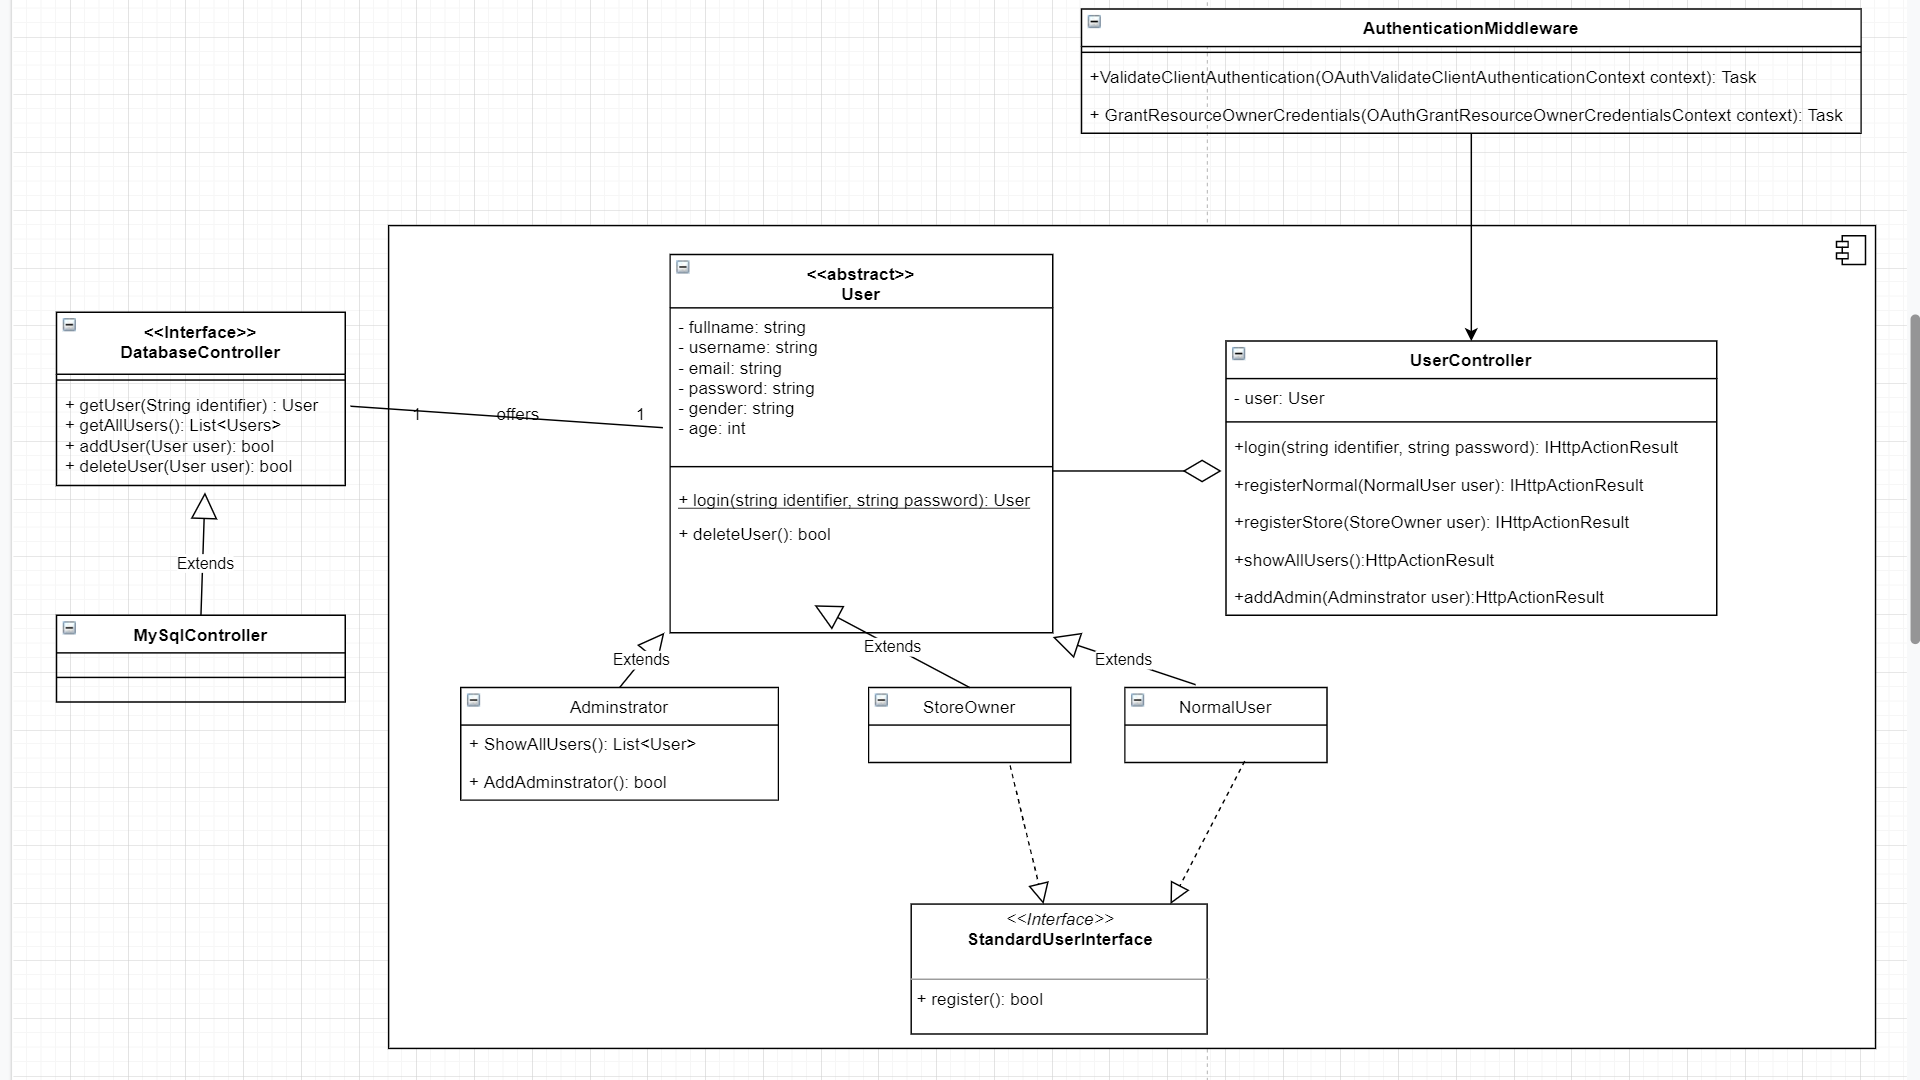 AuthenticationMiddleware
+ValidateClientAuthentication(OAuthValidateClientAuthenticationContext context): Task
+ GrantResourceOwnerCredentials(OAuthGrantResourceOwnerCredentialsContext context): Task
<<Interface>>
DatabaseController
+ getUser(String identifier) : User
+ getAllUsers(): List<Users>
+ addUser(User user): bool
+ deleteUser(User user): bool
1
offers
1
Extends
MySqlController
<<abstract>>
User
- fullname: string
- username: string
- email: string
- password: string
- gender: string
- age: int
+ login(string identifier, string password): User
+ deleteUser(): bool
UserController
- user: User
+login(string identifier, string password): IHttpActionResult
+registerNormal(NormalUser user): IHttpActionResult
+registerStore(StoreOwner user): IHttpActionResult
+showAllUsers():HttpActionResult
+addAdmin(Adminstrator user):HttpActionResult
Extends
Extends
Extends
Adminstrator
+ ShowAllUsers(): List<User>
+ AddAdminstrator(): bool
StoreOwner
NormalUser
<<Interface>>
StandardUserInterface
+ register(): bool